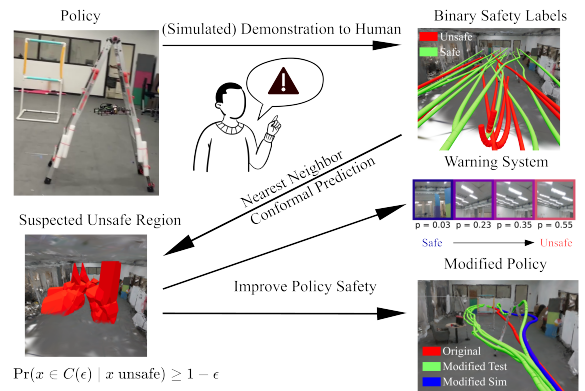 Policy
(Simulated) Demonstration to Human
Binary Safety Labels
Unsafe
Safe
Nearest Neighbor
Conformal Prediction
Warning System
p = 0.03 p = 0.23 p = 0.35 p = 0.55
Safe Unsafe
Suspected Unsafe Region
Improve Policy Safety
Modified Policy
Original
Modified Test
Modified Sim
Pr(x ∈ C(ϵ) | x unsafe) ≥ 1 − ϵ